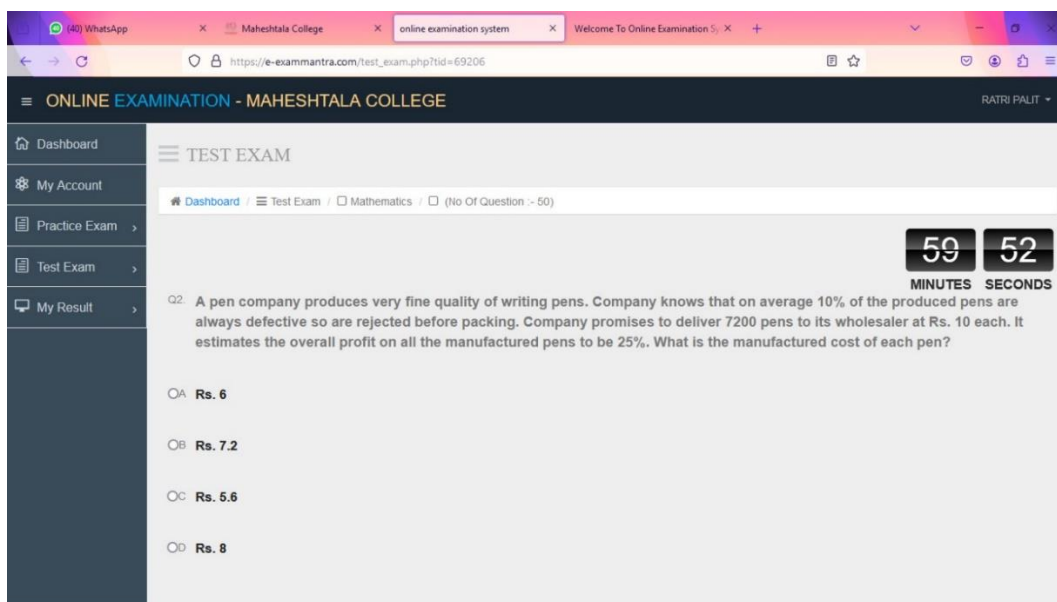 (40) WhatsApp
Maheshtala College
online examination system
Welcome To Online Examination Sy
https://e-exammantra.com/test_exam.php?tid=69206
ONLINE EXAMINATION - MAHESHTALA COLLEGE
RATRI PALIT
Dashboard
My Account
Practice Exam
Test Exam
My Result
TEST EXAM
Dashboard / Test Exam / Mathematics / (No Of Question :- 50)
59 52
MINUTES SECONDS
Q2. A pen company produces very fine quality of writing pens. Company knows that on average 10% of the produced pens are
always defective so are rejected before packing. Company promises to deliver 7200 pens to its wholesaler at Rs. 10 each. It
estimates the overall profit on all the manufactured pens to be 25%. What is the manufactured cost of each pen?
A Rs. 6
B Rs. 7.2
C Rs. 5.6
D Rs. 8